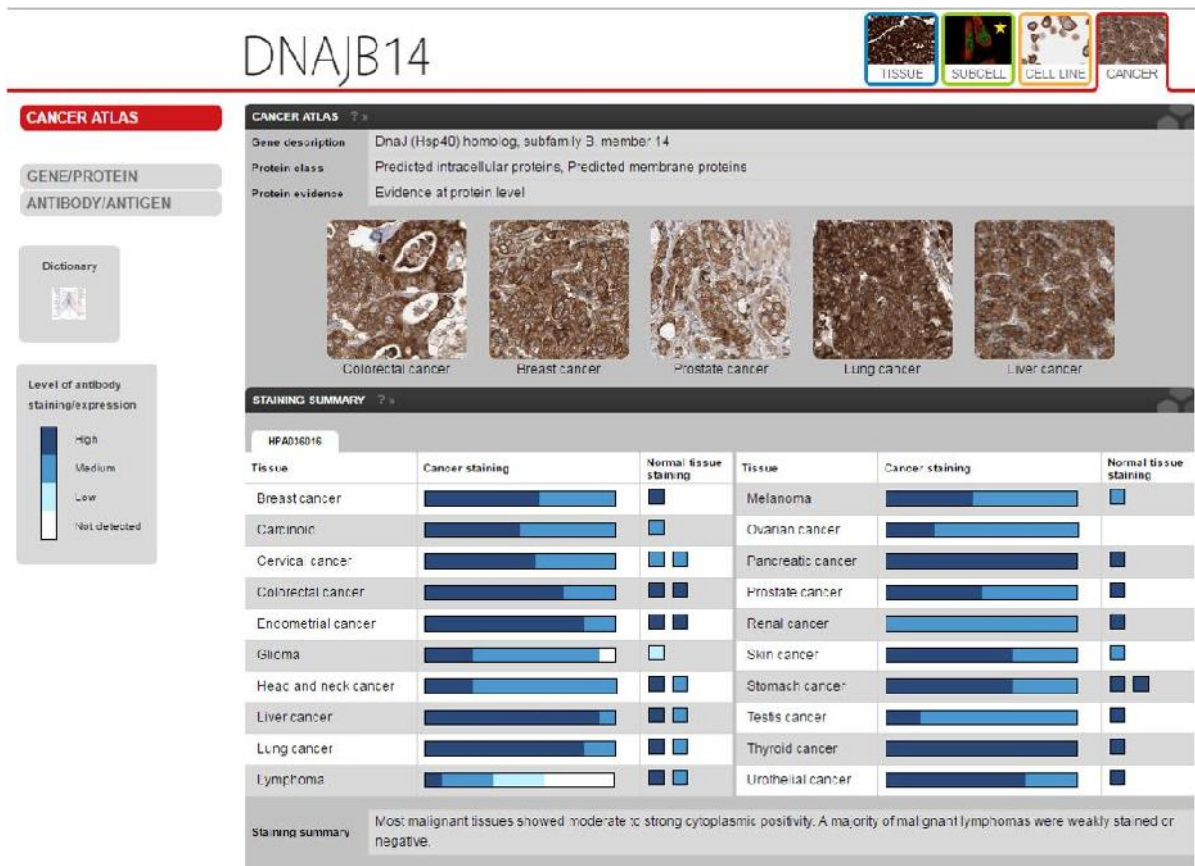 DNAJB14
TISSUE SUBCELL CELL LINE CANCER
CANCER ATLAS
GENE/PROTEIN
ANTIBODY/ANTIGEN
Dictionary
Level of antibody
staining/expression
High
Medium
Low
Not detected
CANCER ATLAS ? »
Gene description DnaJ (Hsp40) homolog, subfamily B, member 14
Protein class Predicted intracellular proteins, Predicted membrane proteins
Protein evidence Evidence at protein level
Colorectal cancer Breast cancer Prostate cancer Lung cancer Liver cancer
STAINING SUMMARY ? »
HPA036016
Tissue Cancer staining Normal tissue staining Tissue Cancer staining Normal tissue staining
Breast cancer Melanoma
Carcinoid Ovarian cancer
Cervical cancer Pancreatic cancer
Colorectal cancer Prostate cancer
Endometrial cancer Renal cancer
Glioma Skin cancer
Head and neck cancer Stomach cancer
Liver cancer Testis cancer
Lung cancer Thyroid cancer
Lymphoma Urothelial cancer
Staining summary Most malignant tissues showed moderate to strong cytoplasmic positivity. A majority of malignant lymphomas were weakly stained or
negative.